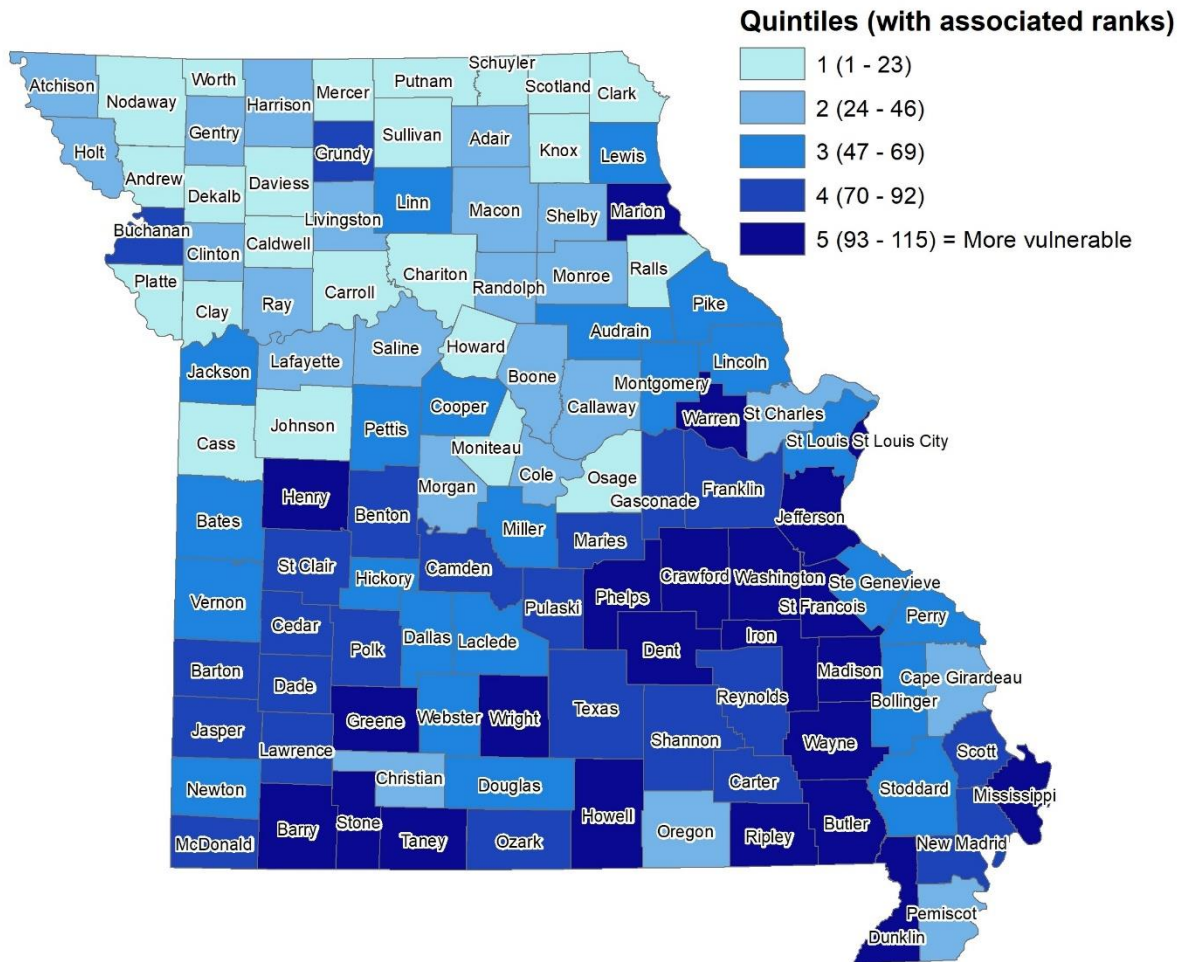 Quintiles (with associated ranks)
1 (1 - 23)
2 (24 - 46)
3 (47 - 69)
4 (70 - 92)
5 (93 - 115) = More vulnerable
Atchison
Nodaway
Worth
Harrison
Mercer
Putnam
Schuyler
Scotland
Clark
Holt
Gentry
Grundy
Sullivan
Adair
Knox
Lewis
Andrew
Dekalb
Daviess
Livingston
Linn
Macon
Shelby
Marion
Buchanan
Clinton
Caldwell
Platte
Clay
Ray
Carroll
Chariton
Randolph
Monroe
Ralls
Pike
Jackson
Lafayette
Saline
Howard
Boone
Audrain
Callaway
Montgomery
Lincoln
Cass
Johnson
Pettis
Cooper
Moniteau
Warren
St Charles
St Louis
St Louis City
Bates
Henry
Benton
Morgan
Cole
Osage
Gasconade
Franklin
Jefferson
Miller
Maries
St Clair
Hickory
Camden
Vernon
Cedar
Polk
Dallas
Laclede
Pulaski
Phelps
Crawford
Washington
Ste Genevieve
St Francois
Perry
Barton
Dade
Dent
Iron
Madison
Bollinger
Cape Girardeau
Jasper
Lawrence
Greene
Webster
Wright
Texas
Shannon
Reynolds
Wayne
Scott
Newton
Christian
Douglas
Howell
Carter
Stoddard
Mississippi
McDonald
Barry
Stone
Taney
Ozark
Oregon
Ripley
Butler
New Madrid
Pemiscot
Dunklin